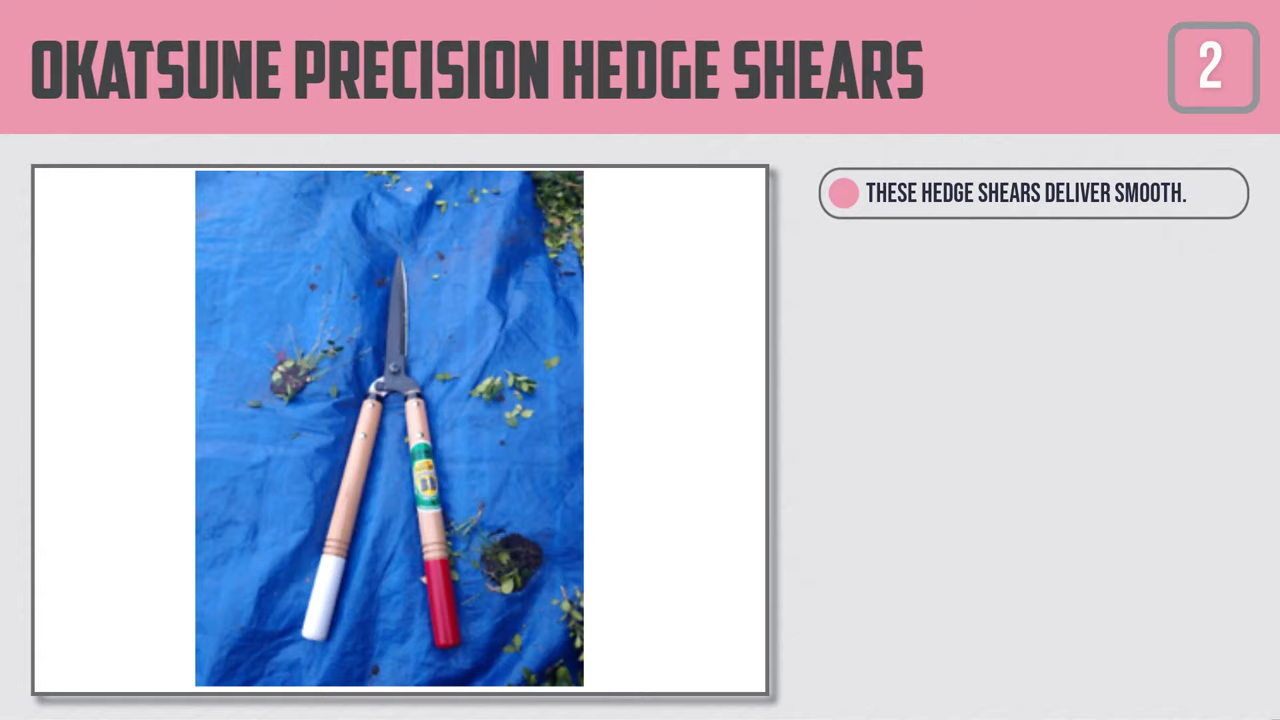 OKATSUNE PRECISION HEDGE SHEARS
2
THESE HEDGE SHEARS DELIVER SMOOTH.